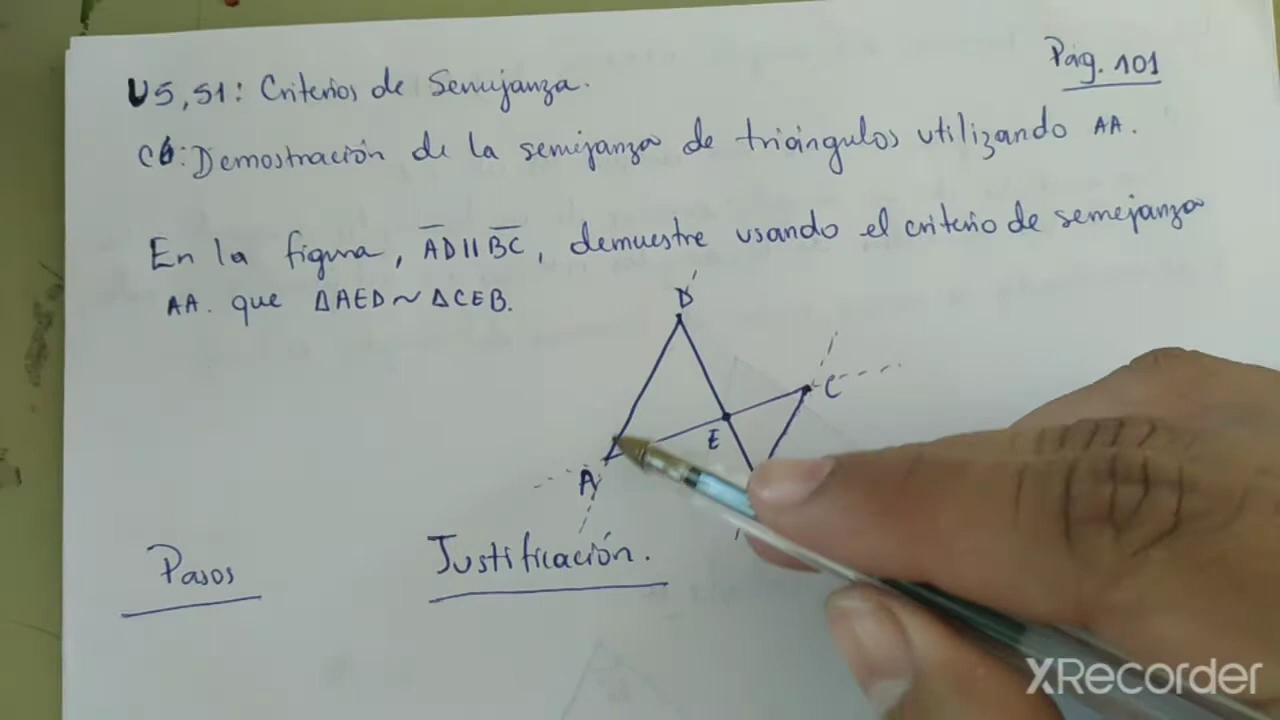 U5,S1: Criterios de Semejanza.
Pág. 101
C6: Demostración de la semejanza de triángulos utilizando AA.
En la figura, AD||BC, demuestre usando el criterio de semejanza
AA. que ΔAED~ΔCEB.
D
C
E
A
Pasos
Justificación.
XRecorder